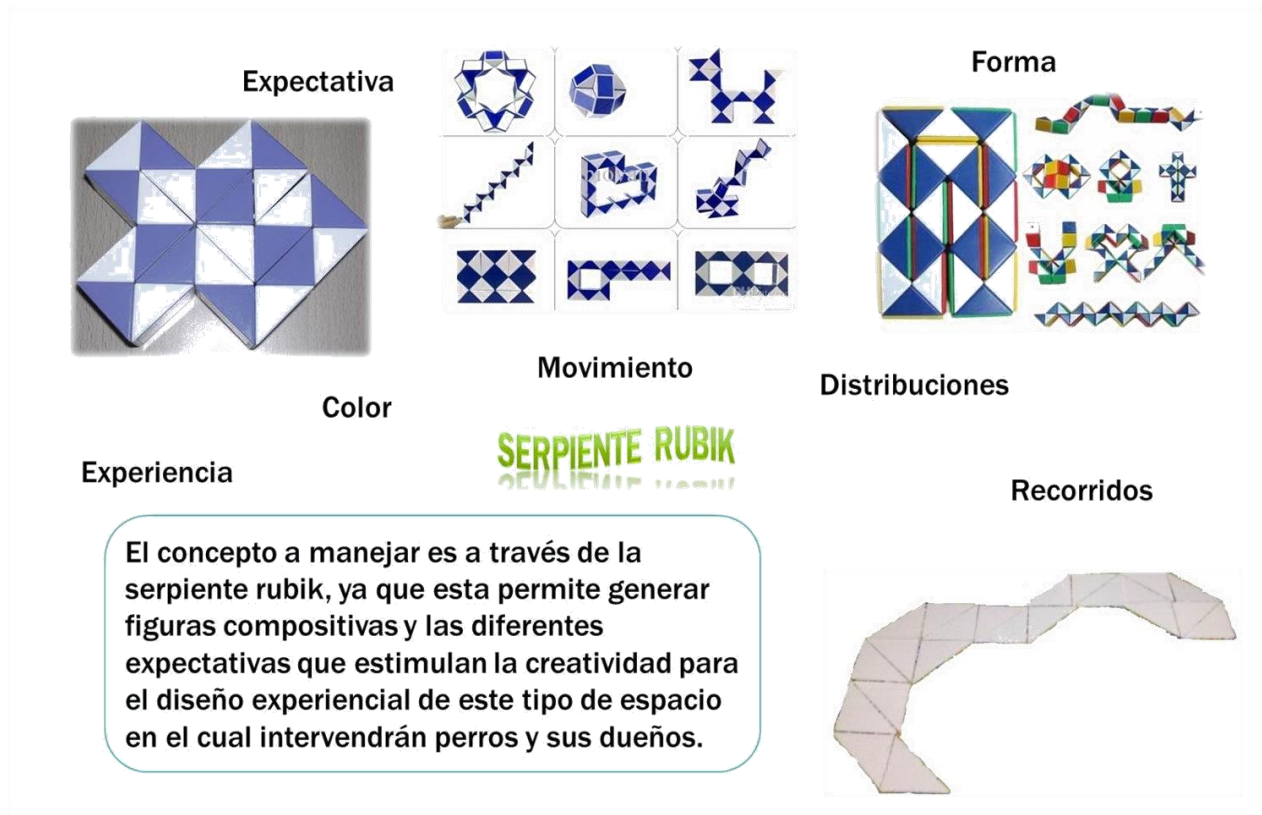 Expectativa
Forma
Movimiento
Distribuciones
Color
SERPIENTE RUBIK
Experiencia
Recorridos
El concepto a manejar es a través de la
serpiente rubik, ya que esta permite generar
figuras compositivas y las diferentes
expectativas que estimulan la creatividad para
el diseño experiencial de este tipo de espacio
en el cual intervendrán perros y sus dueños.